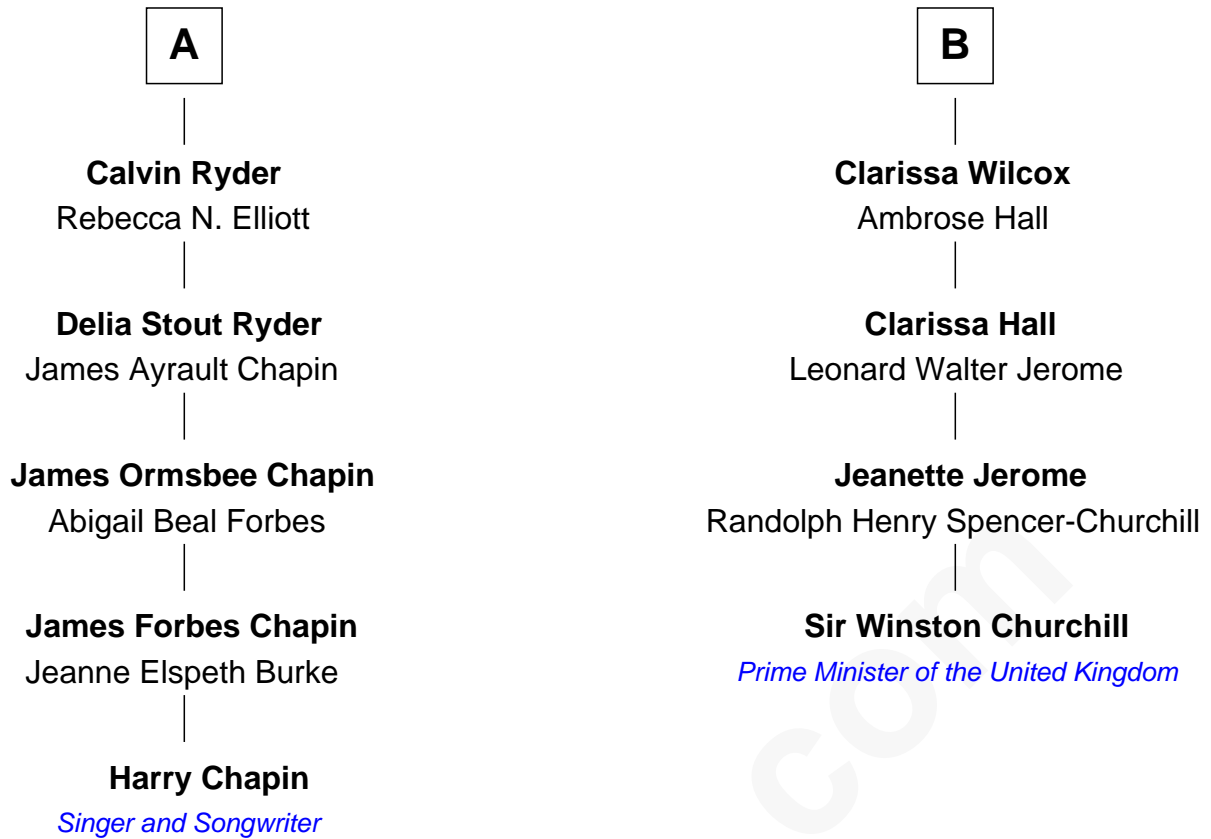 A
Calvin Ryder
Rebecca N. Elliott
Delia Stout Ryder
James Ayrault Chapin
James Ormsbee Chapin
Abigail Beal Forbes
James Forbes Chapin
Jeanne Elspeth Burke
Harry Chapin
Singer and Songwriter
B
Clarissa Wilcox
Ambrose Hall
Clarissa Hall
Leonard Walter Jerome
Jeanette Jerome
Randolph Henry Spencer-Churchill
Sir Winston Churchill
Prime Minister of the United Kingdom
com